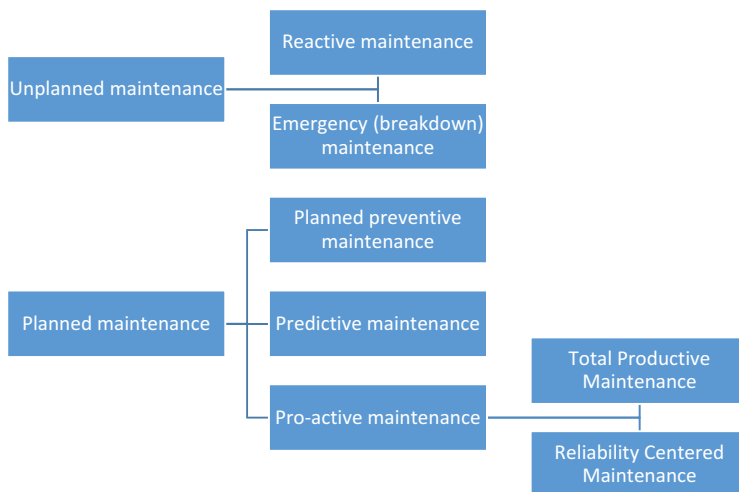 Reactive maintenance
Unplanned maintenance
Emergency (breakdown)
maintenance
Planned preventive
maintenance
Planned maintenance
Predictive maintenance
Total Productive
Maintenance
Pro-active maintenance
Reliability Centered
Maintenance